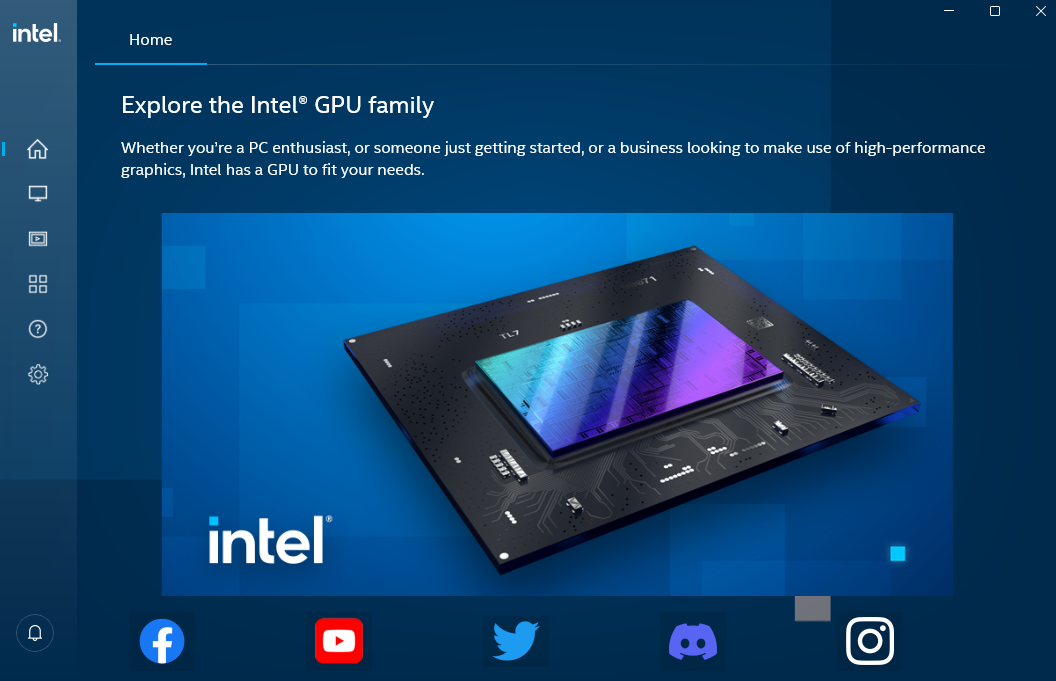 intel.
Home
Explore the Intel® GPU family
Whether you're a PC enthusiast, or someone just getting started, or a business looking to make use of high-performance
graphics, Intel has a GPU to fit your needs.
TL7
intel®